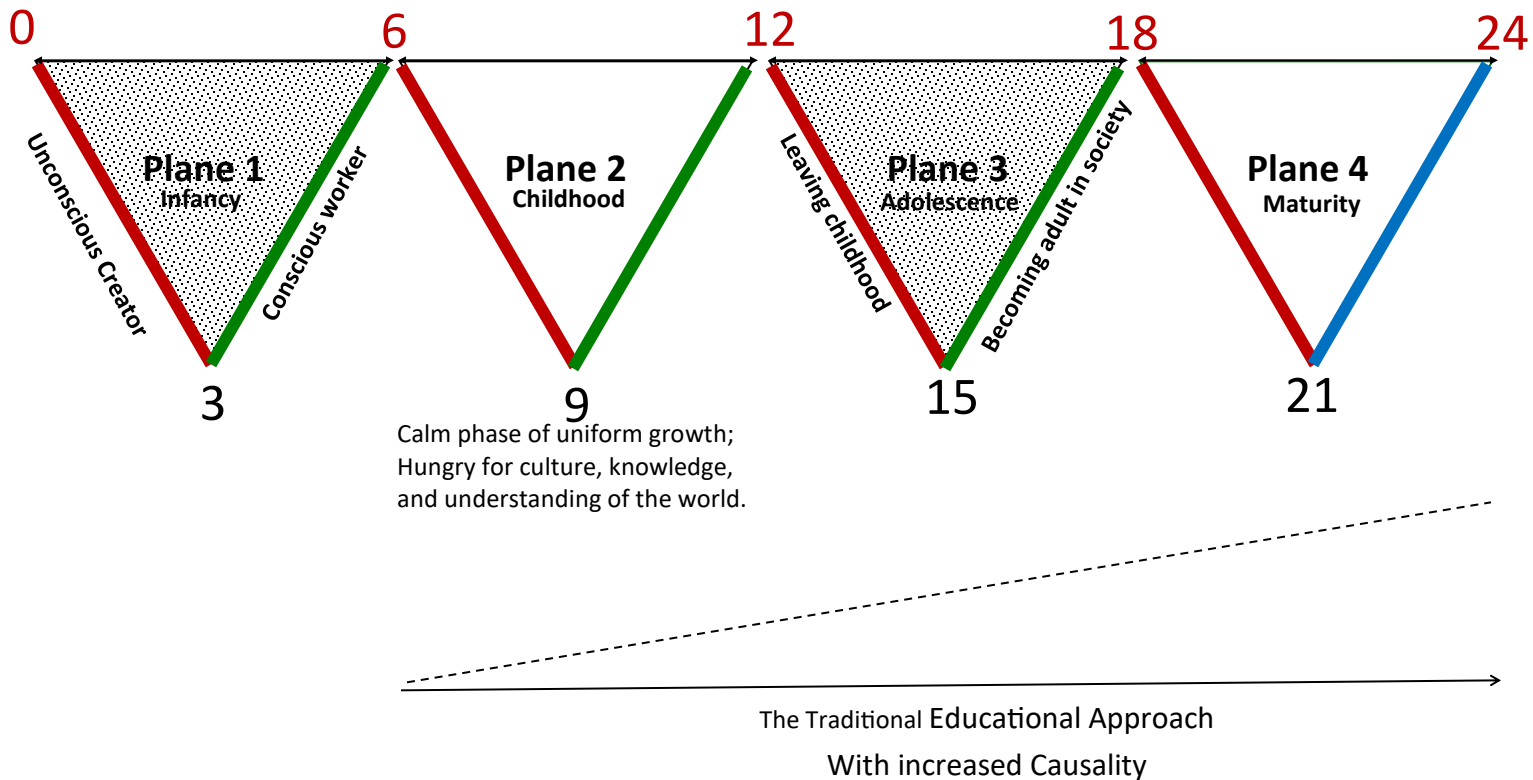 0
6
12
18
24
Unconscious Creator
Plane 1
Infancy
Conscious worker
Plane 2
Childhood
Leaving childhood
Plane 3
Adolescence
Becoming adult in society
Plane 4
Maturity
3
9
15
21
Calm phase of uniform growth;
Hungry for culture, knowledge,
and understanding of the world.
The Traditional Educational Approach
With increased Causality